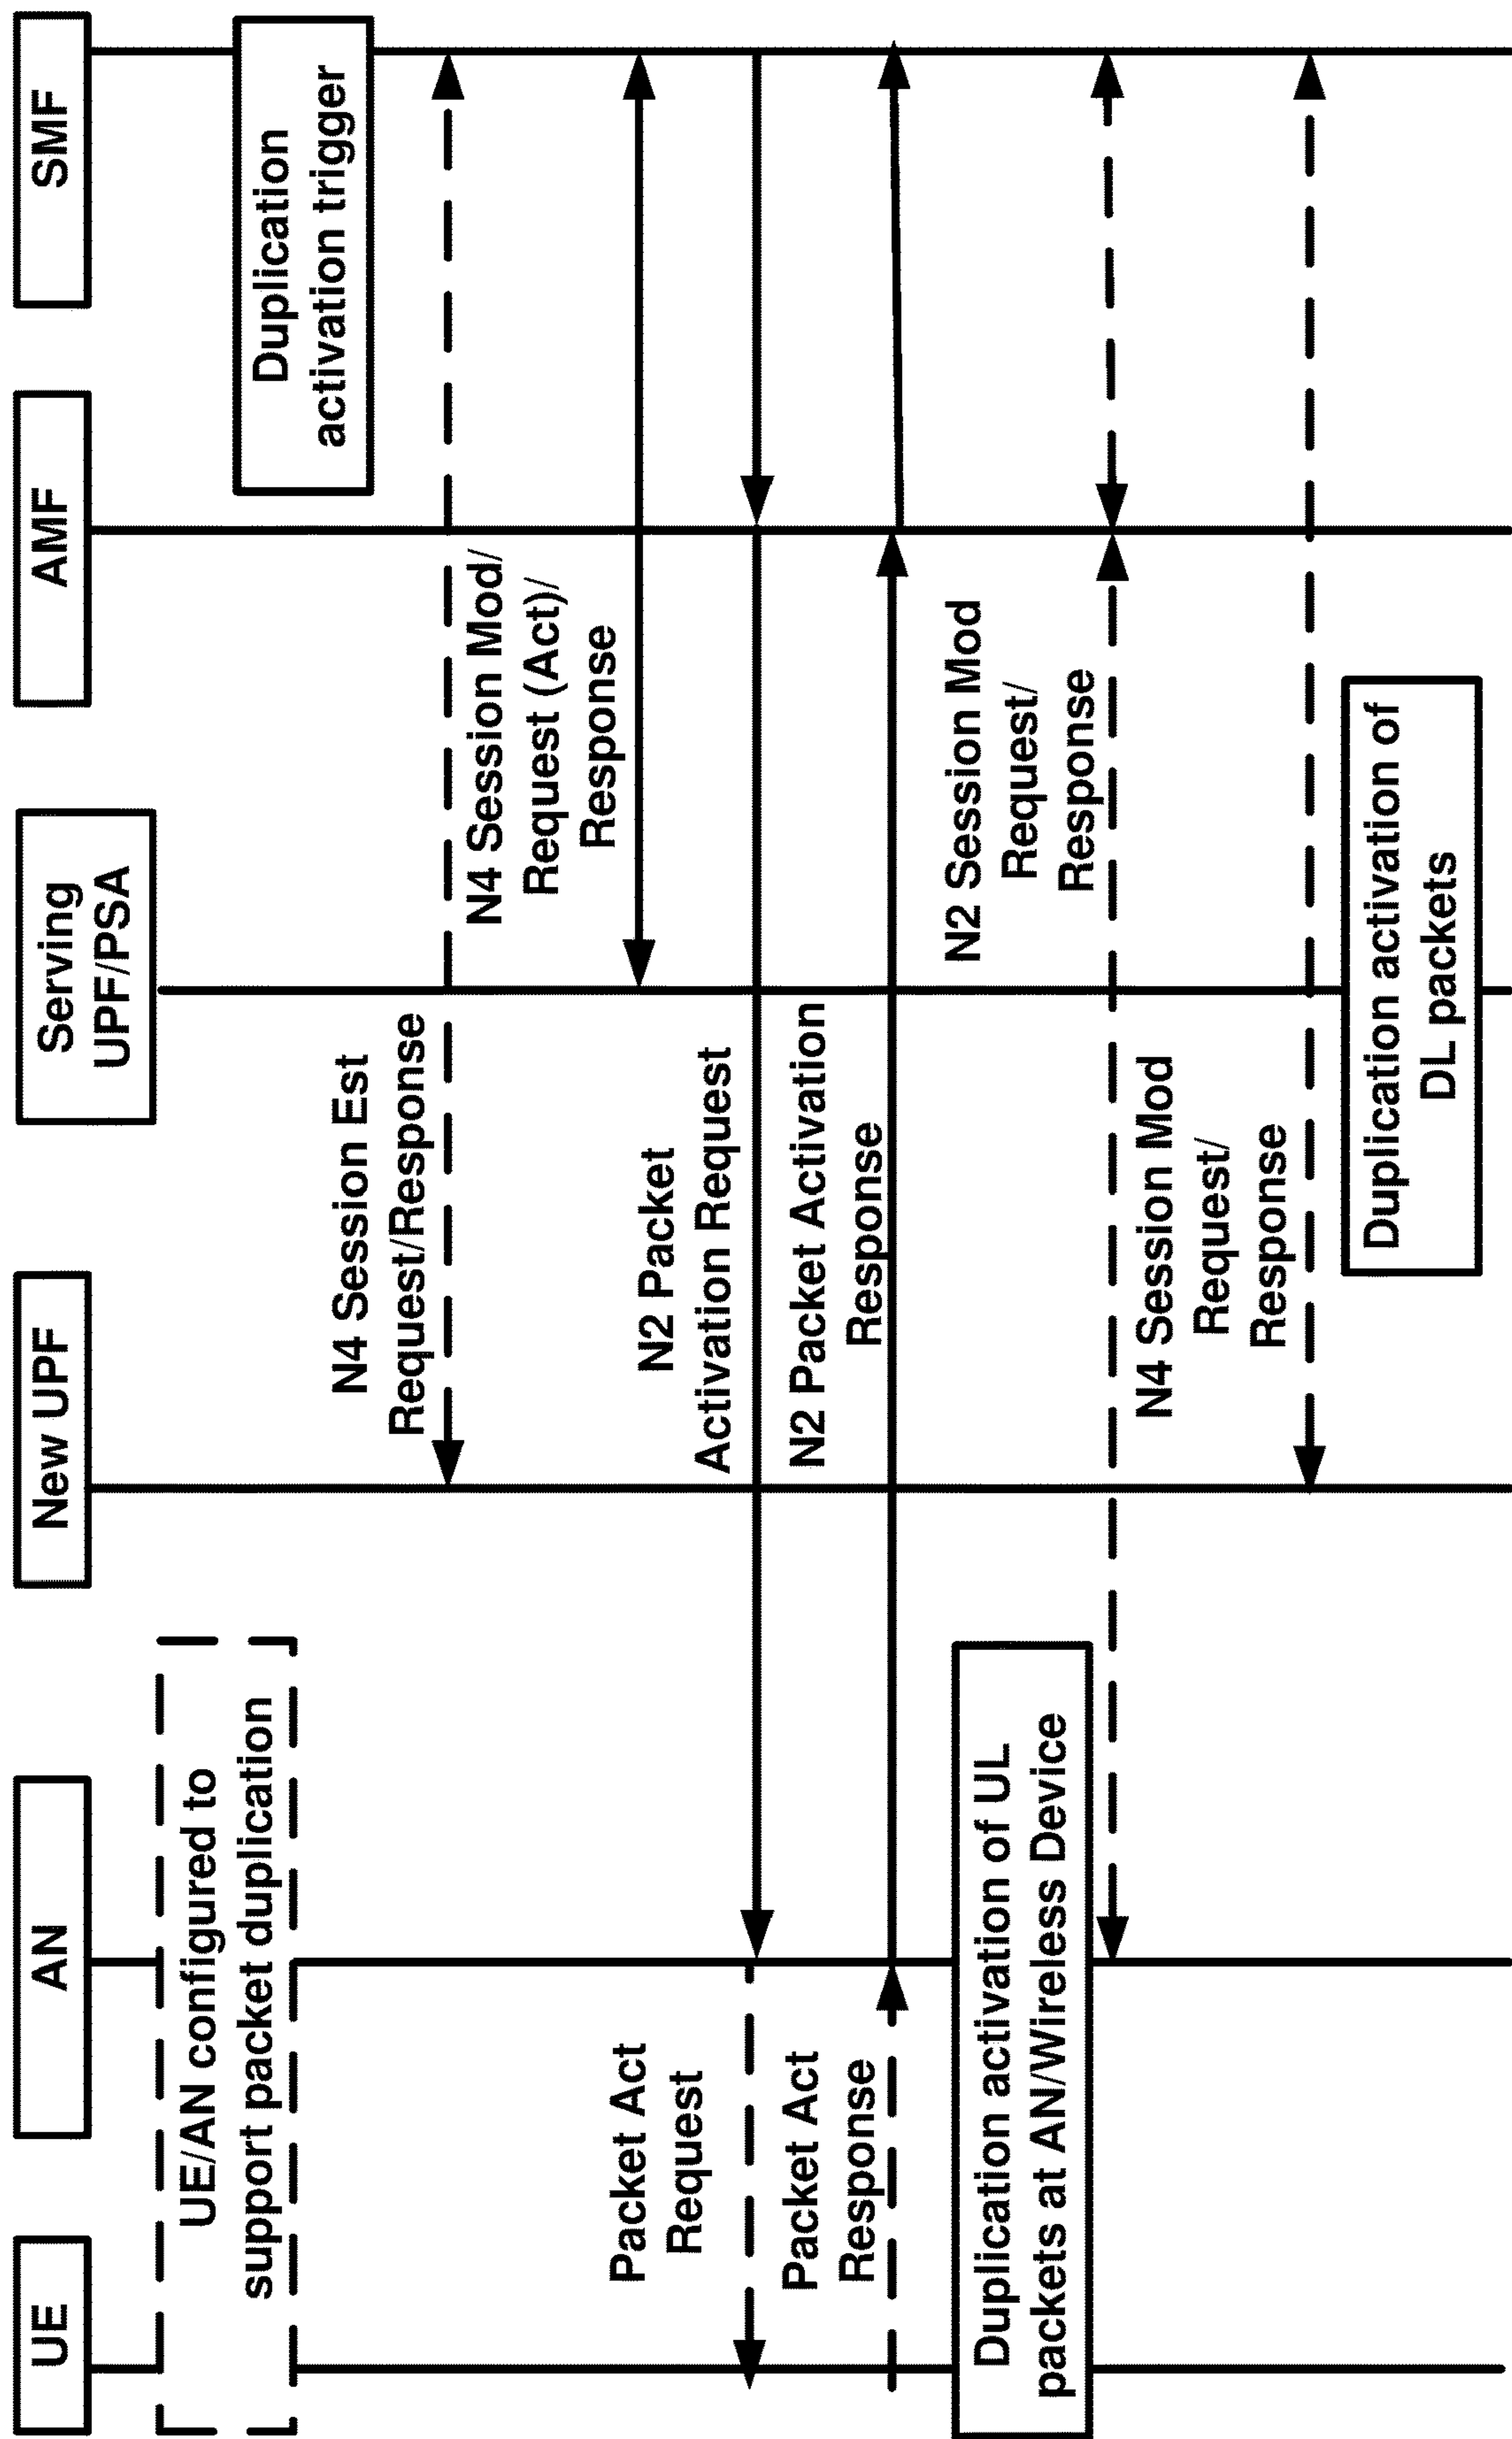 UE
AN
New UPF
Serving
UPF/PSA
AMF
SMF
UE/AN configured to
support packet duplication
Duplication
activation trigger
N4 Session Est
Request/Response
N4 Session Mod/
Request (Act)/
Response
N2 Packet
Activation Request
Packet Act
Request
N2 Packet Activation
Response
Packet Act
Response
Duplication activation of UL
packets at AN/Wireless Device
N2 Session Mod
Request/
Response
N4 Session Mod
Request/
Response
Duplication activation of
DL packets